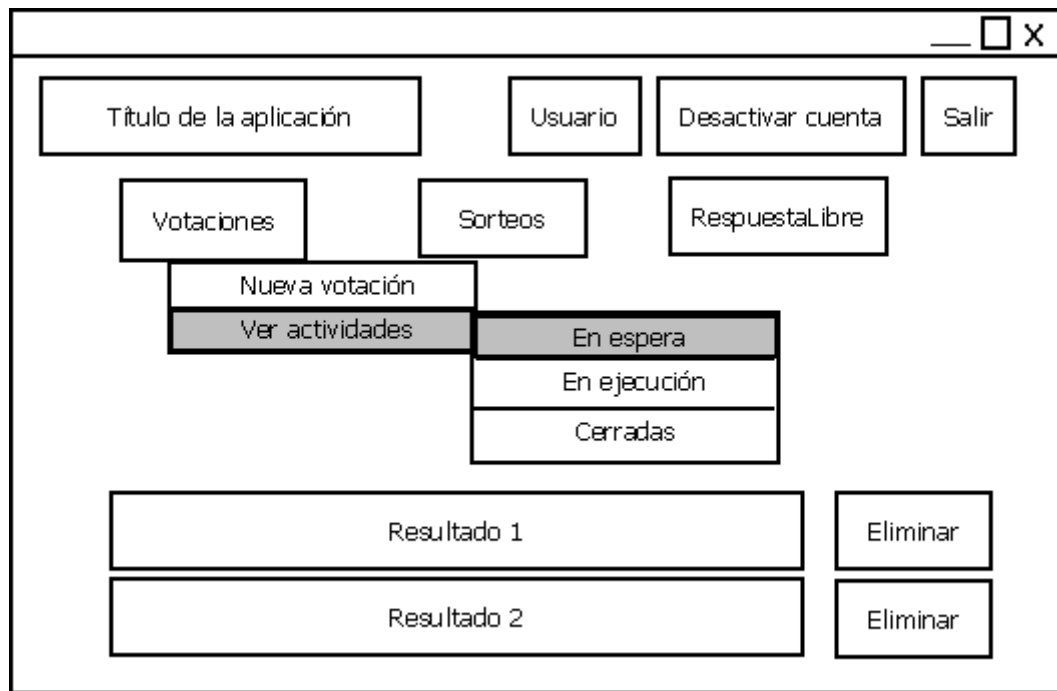 X
Título de la aplicación
Usuario
Desactivar cuenta
Salir
Votaciones
Sorteos
RespuestaLibre
Nueva votación
Ver actividades
En espera
En ejecución
Cerradas
Resultado 1
Eliminar
Resultado 2
Eliminar